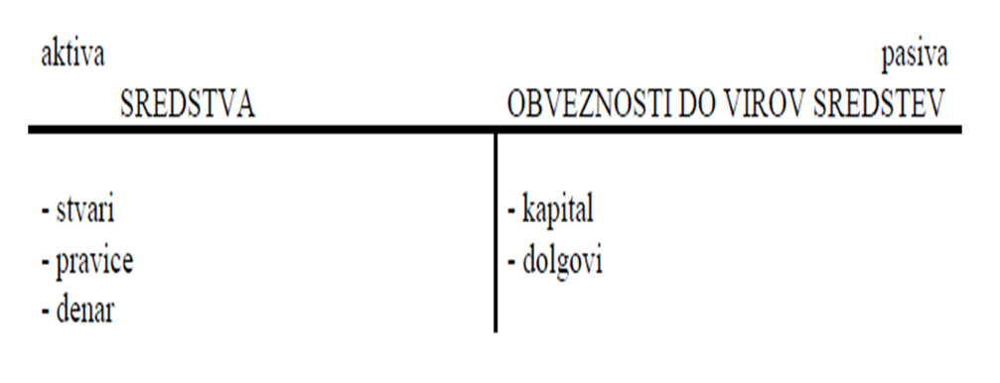 aktiva pasiva
SREDSTVA OBVEZNOSTI DO VIROV SREDSTEV
- stvari - kapital
- pravice - dolgovi
- denar